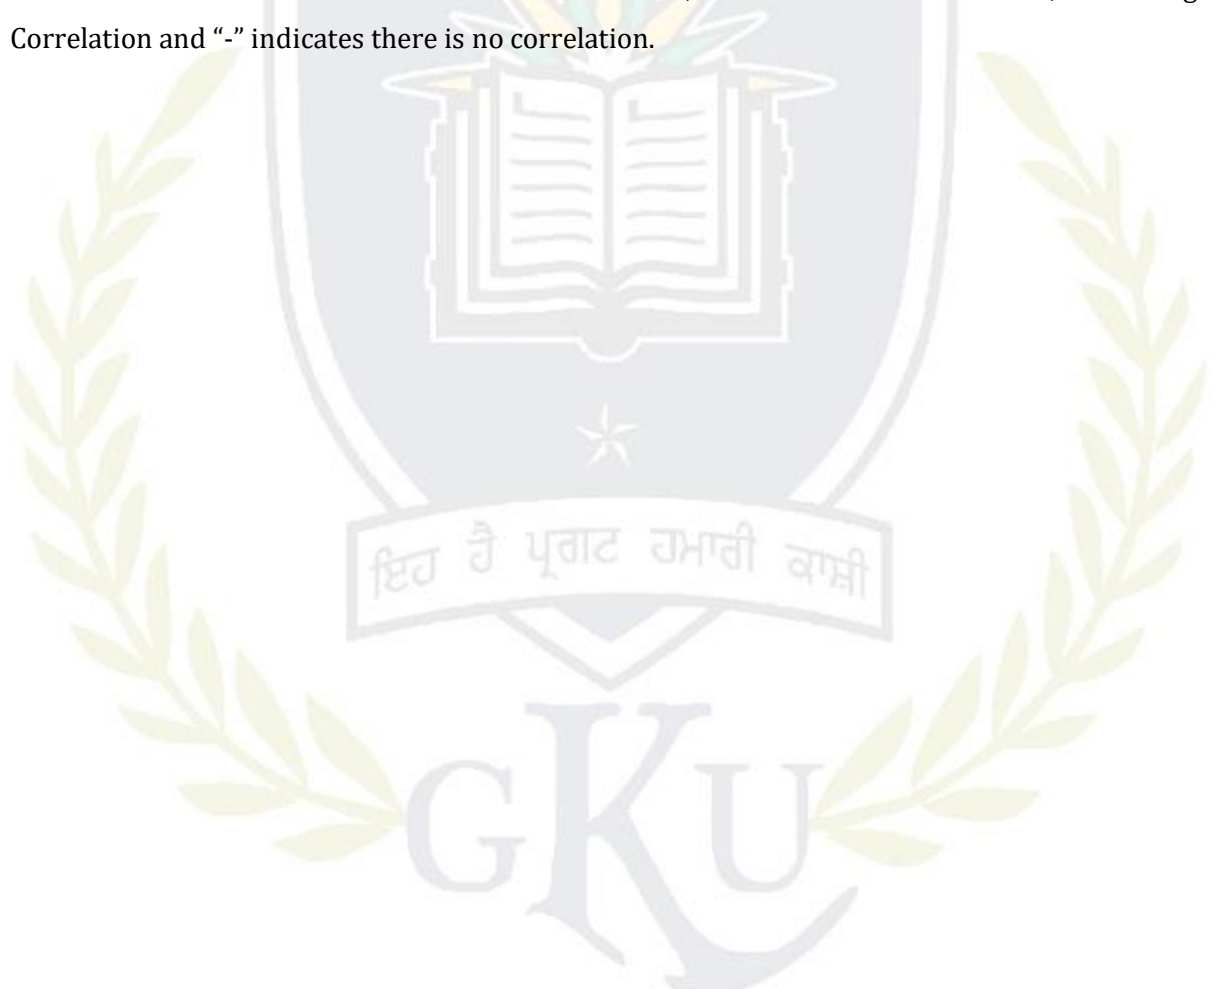 Correlation and “-” indicates there is no correlation.
ਇਹ ਹੈ ਪ੍ਰਗਟ ਹਮਾਰੀ ਕਾਸ਼ੀ
GKU